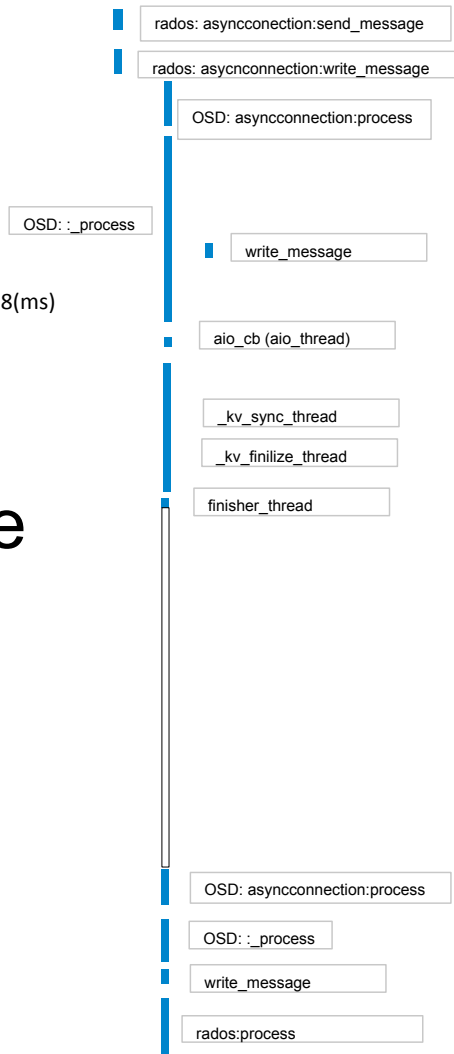 rados: asyncconection:send_message
rados: asycnconnection:write_message
OSD: asyncconnection:process
OSD: :_process
write_message
8(ms)
aio_cb (aio_thread)
_kv_sync_thread
_kv_finilize_thread
finisher_thread
e
OSD: asyncconnection:process
OSD: :_process
write_message
rados:process